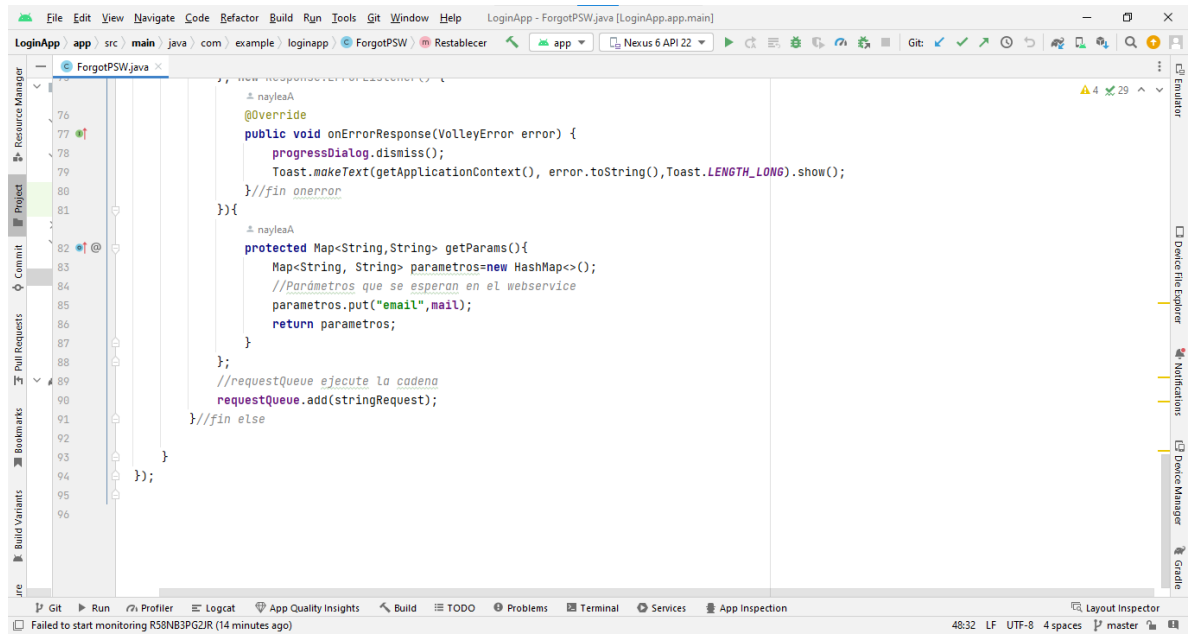 File Edit View Navigate Code Refactor Build Run Tools Git Window Help LoginApp - ForgotPSW.java [LoginApp.app.main]
LoginApp app src main java com example loginapp C ForgotPSW m Restablecer app Nexus 6 API 22 Git:
ForgotPSW.java
4 29
}, new Response.ErrorListener() {
nayleaA
76 @Override
77 public void onErrorResponse(VolleyError error) {
78 progressDialog.dismiss();
79 Toast.makeText(getApplicationContext(), error.toString(),Toast.LENGTH_LONG).show();
80 }//fin onerror
81 }){
nayleaA
82 @ protected Map<String,String> getParams(){
83 Map<String, String> parametros=new HashMap<>();
84 //Parámetros que se esperan en el webservice
85 parametros.put("email",mail);
86 return parametros;
87 }
88 };
89 //requestQueue ejecute la cadena
90 requestQueue.add(stringRequest);
91 }//fin else
92
93 }
94 });
95
96
Resource Manager
Project
Commit
Pull Requests
Bookmarks
Build Variants
Emulator
Device File Explorer
Notifications
Device Manager
Gradle
Git Run Profiler Logcat App Quality Insights Build TODO Problems Terminal Services App Inspection Layout Inspector
Failed to start monitoring R58NB3PG2JR (14 minutes ago) 48:32 LF UTF-8 4 spaces master